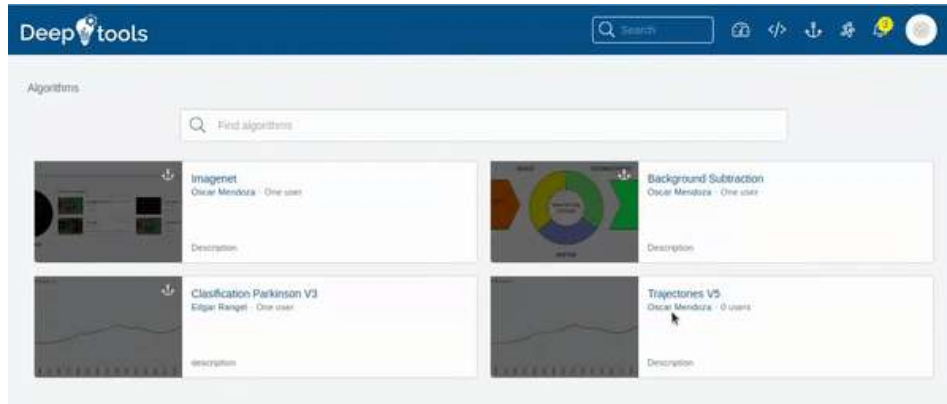 Deep tools
Search
3
Algorithms
Find algorithms
Imagenet
Oscar Mendoza · One user
Description
Background Subtraction
Oscar Mendoza · One user
Description
Clasification Parkinson V3
Edgar Rangel · One user
description
Trajectories V5
Oscar Mendoza · 0 users
Description